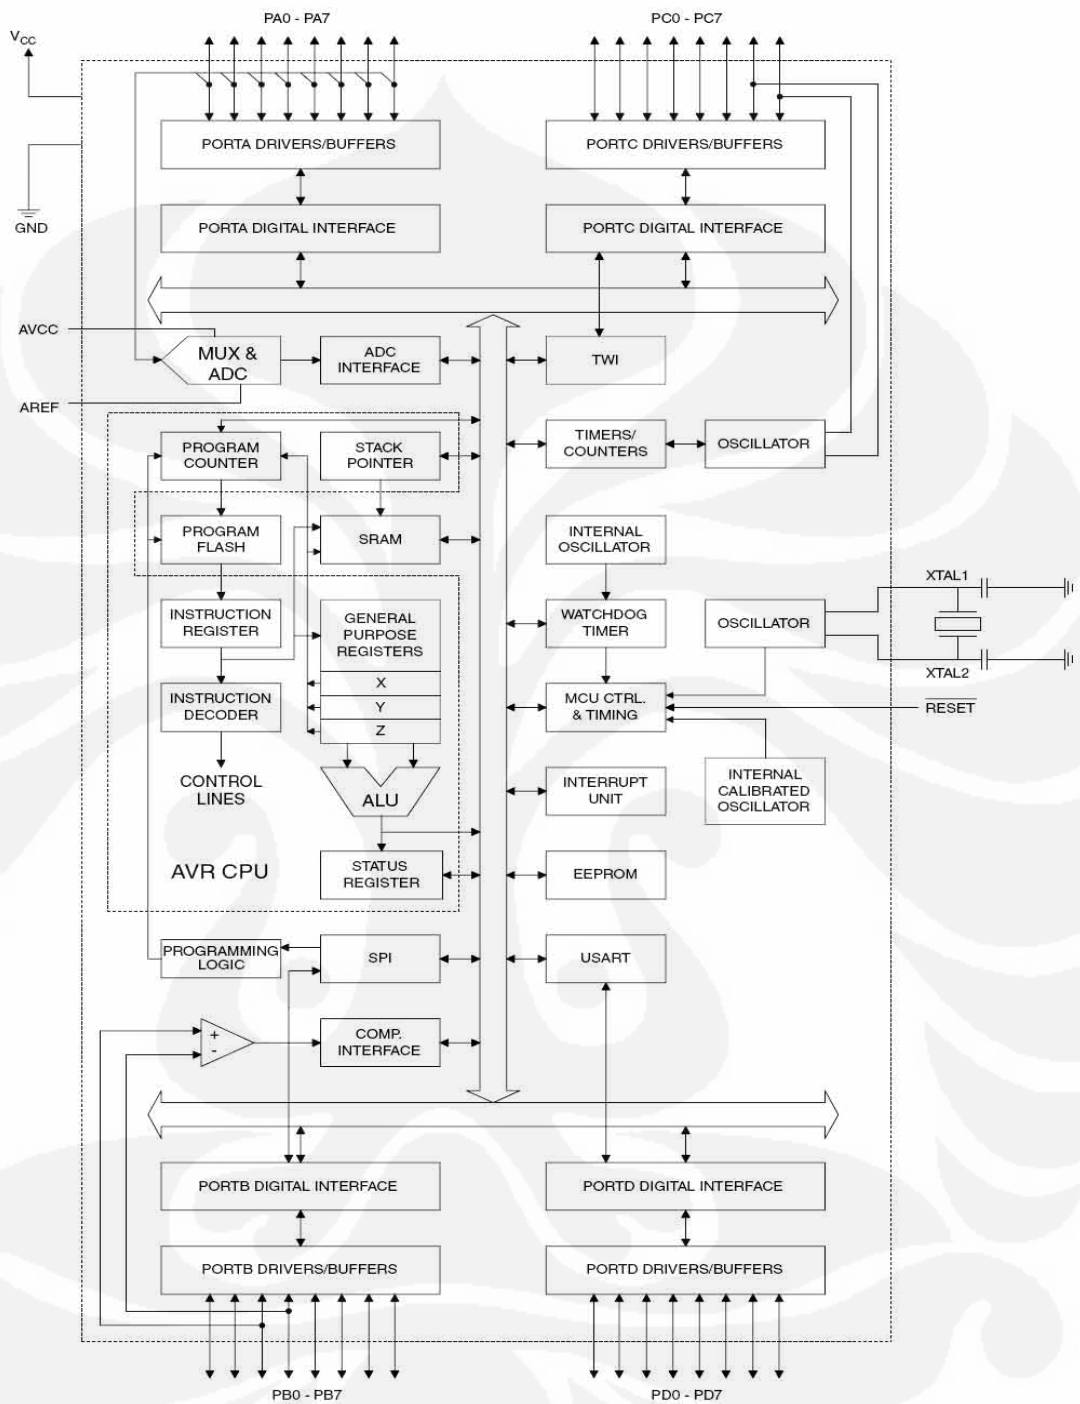 PA0 - PA7
PC0 - PC7
VCC
PORTA DRIVERS/BUFFERS
PORTC DRIVERS/BUFFERS
GND
PORTA DIGITAL INTERFACE
PORTC DIGITAL INTERFACE
AVCC
MUX &
ADC
ADC
INTERFACE
TWI
AREF
PROGRAM
COUNTER
STACK
POINTER
TIMERS/
COUNTERS
OSCILLATOR
PROGRAM
FLASH
SRAM
INTERNAL
OSCILLATOR
XTAL1
INSTRUCTION
REGISTER
GENERAL
PURPOSE
REGISTERS
WATCHDOG
TIMER
OSCILLATOR
XTAL2
INSTRUCTION
DECODER
X
Y
Z
MCU CTRL.
& TIMING
RESET
CONTROL
LINES
ALU
INTERRUPT
UNIT
INTERNAL
CALIBRATED
OSCILLATOR
AVR CPU
STATUS
REGISTER
EEPROM
PROGRAMMING
LOGIC
SPI
USART
+
-
COMP.
INTERFACE
PORTB DIGITAL INTERFACE
PORTD DIGITAL INTERFACE
PORTB DRIVERS/BUFFERS
PORTD DRIVERS/BUFFERS
PB0 - PB7
PD0 - PD7